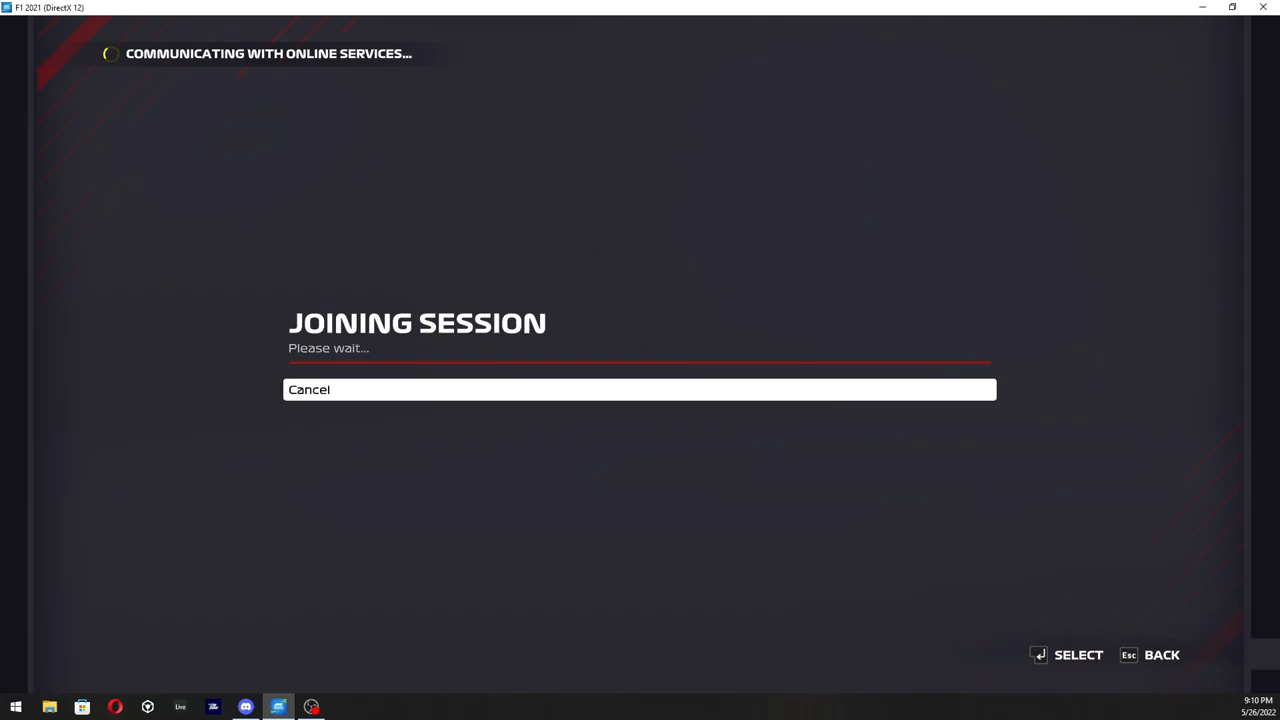 F1 2021 (DirectX 12)
COMMUNICATING WITH ONLINE SERVICES...
JOINING SESSION
Please wait...
Cancel
SELECT
Esc BACK
Live
9:10 PM
5/26/2022